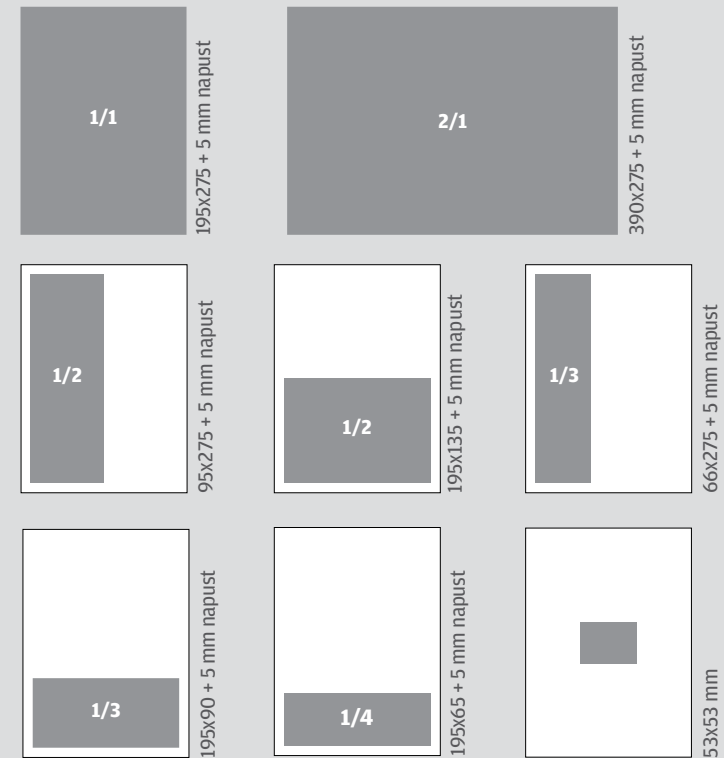 1/1
195x275 + 5 mm napust
2/1
390x275 + 5 mm napust
1/2
95x275 + 5 mm napust
1/2
195x135 + 5 mm napust
1/3
66x275 + 5 mm napust
1/3
195x90 + 5 mm napust
1/4
195x65 + 5 mm napust
53x53 mm